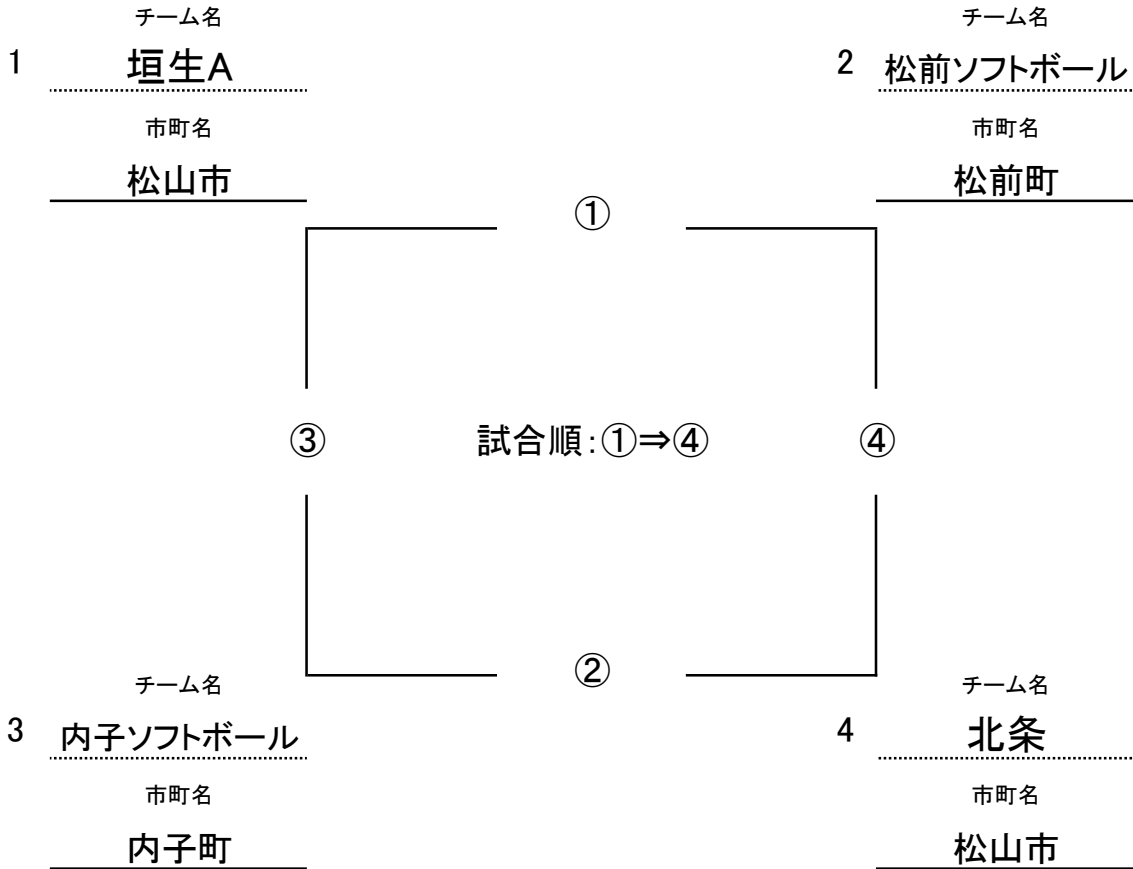 チーム名 チーム名
1 垣生A 2 松前ソフトボール
市町名 市町名
松山市 松前町
①
③ 試合順：①⇒④ ④
②
チーム名 チーム名
3 内子ソフトボール 4 北条
市町名 市町名
内子町 松山市